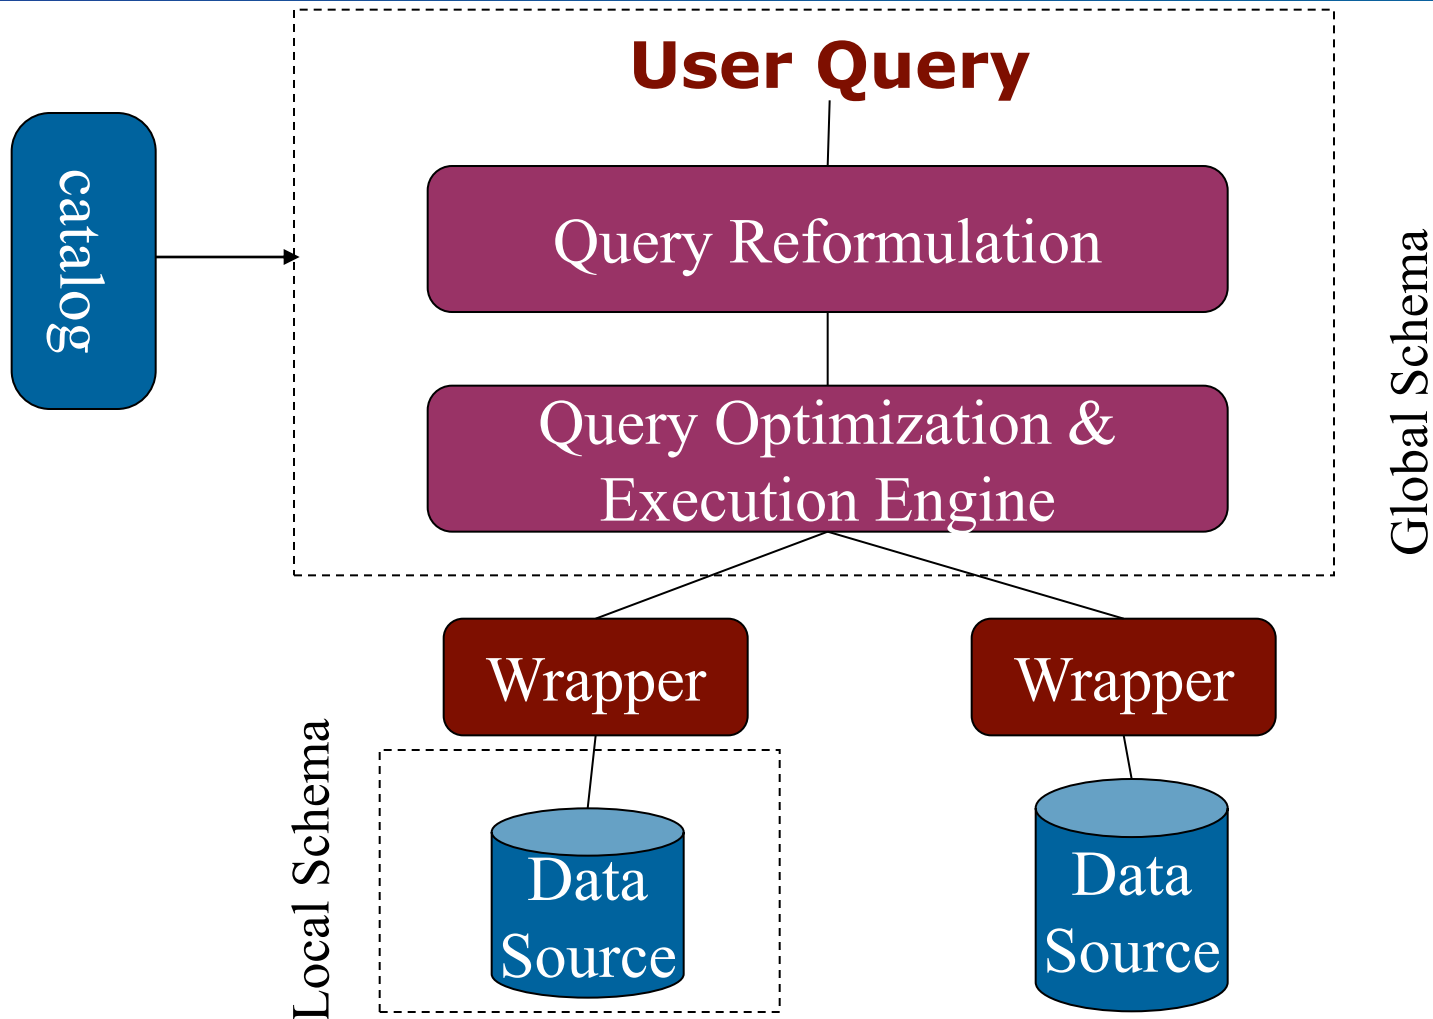 User Query
catalog
Query Reformulation
Global Schema
Query Optimization &
Execution Engine
Wrapper
Wrapper
Local Schema
Data
Source
Data
Source